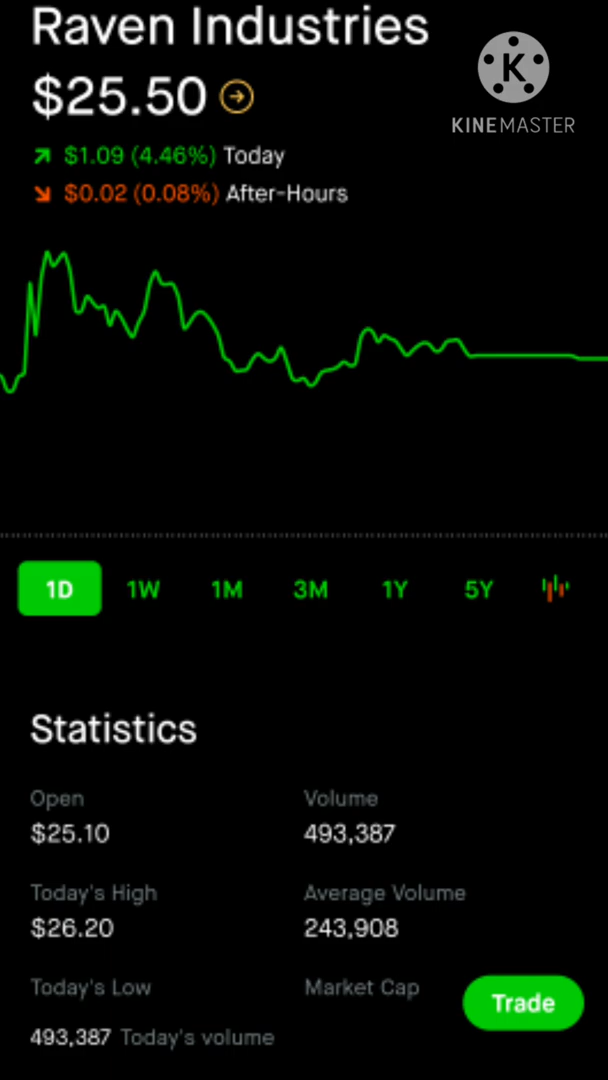 Raven Industries
$25.50
KINEMASTER
$1.09 (4.46%) Today
$0.02 (0.08%) After-Hours
1D 1W 1M 3M 1Y 5Y
Statistics
Open Volume
$25.10 493,387
Today's High Average Volume
$26.20 243,908
Today's Low Market Cap
Trade
493,387 Today's volume